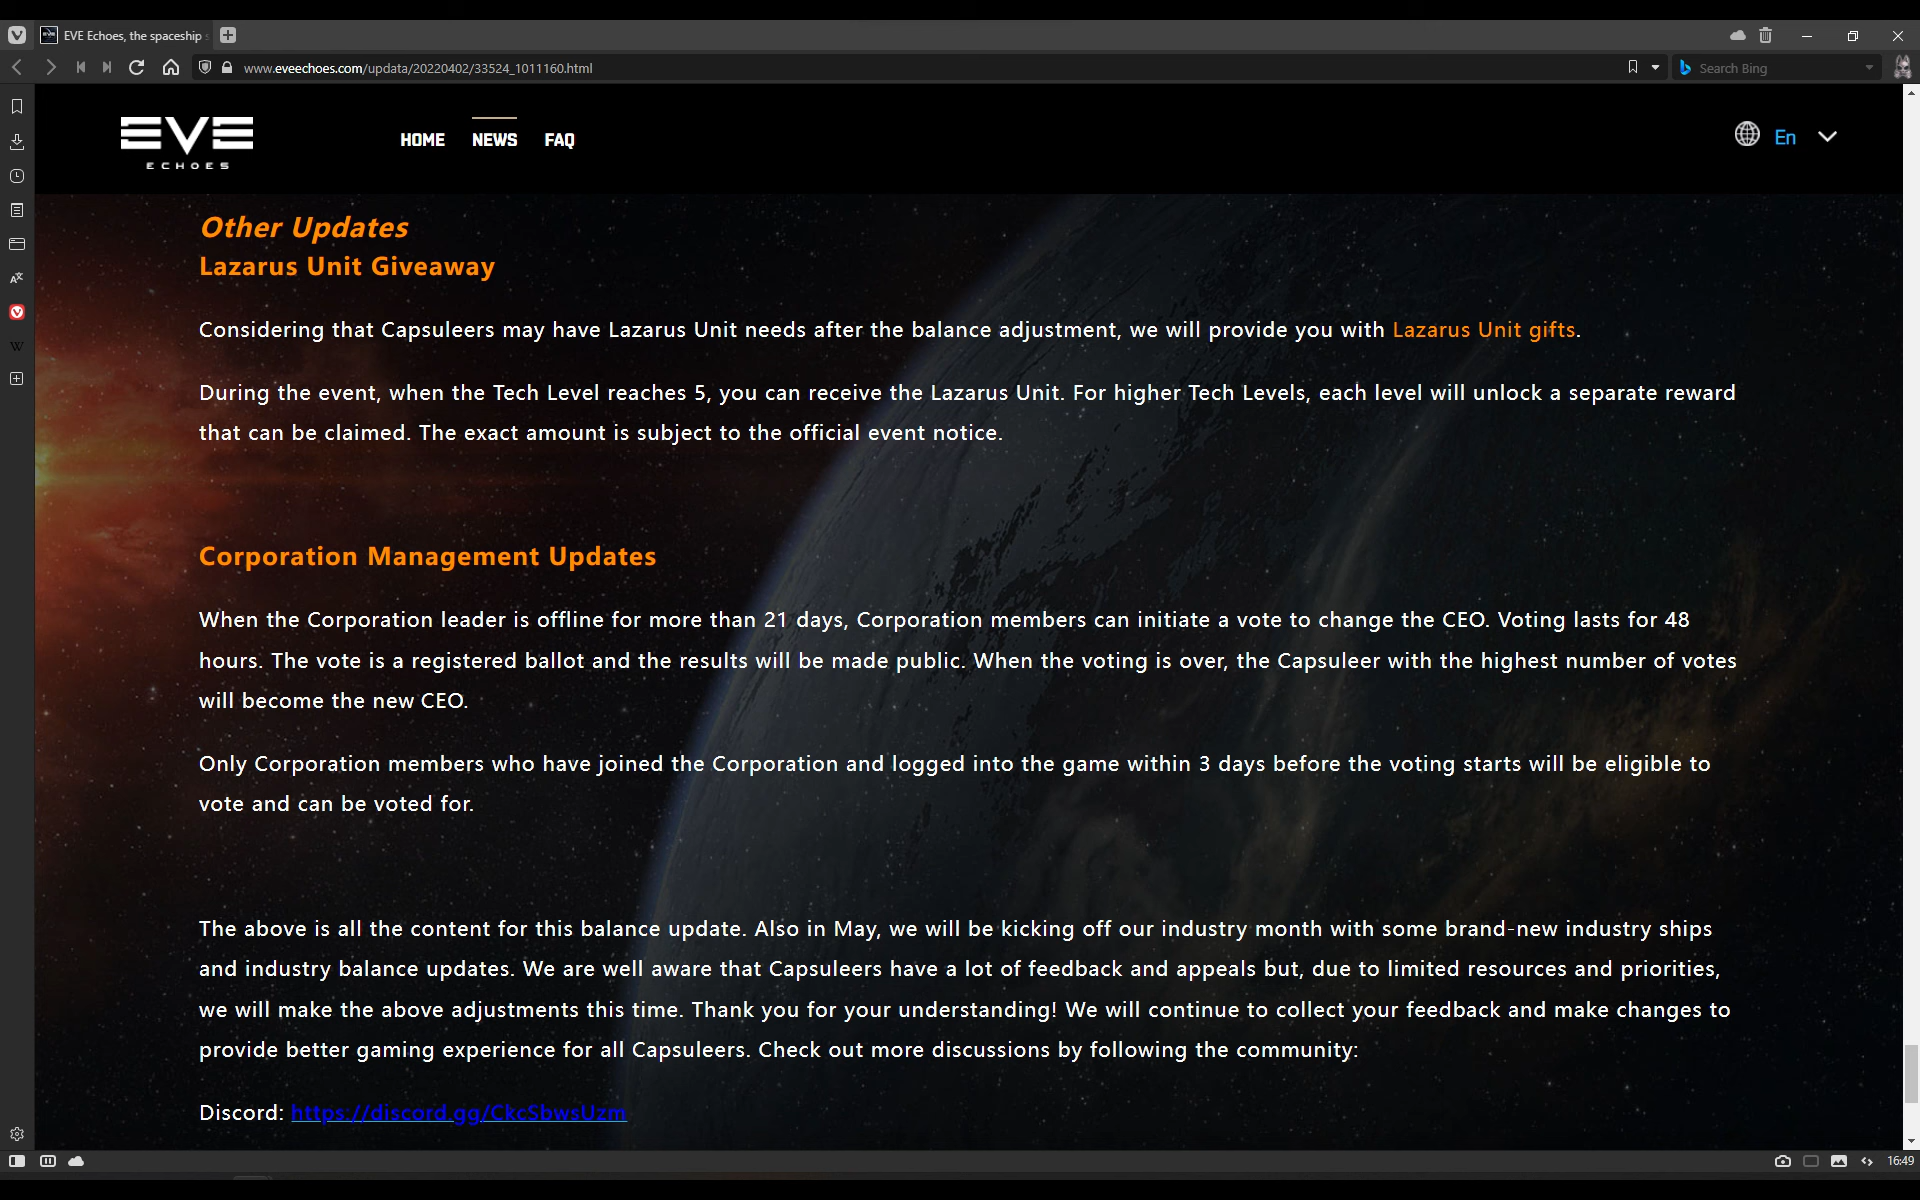 EVE Echoes, the spaceship
www.eveechoes.com/updata/20220402/33524_1011160.html
Search Bing
EVE
ECHOES
HOME
NEWS
FAQ
En
Other Updates
Lazarus Unit Giveaway
Considering that Capsuleers may have Lazarus Unit needs after the balance adjustment, we will provide you with Lazarus Unit gifts.
During the event, when the Tech Level reaches 5, you can receive the Lazarus Unit. For higher Tech Levels, each level will unlock a separate reward
that can be claimed. The exact amount is subject to the official event notice.
Corporation Management Updates
When the Corporation leader is offline for more than 21 days, Corporation members can initiate a vote to change the CEO. Voting lasts for 48
hours. The vote is a registered ballot and the results will be made public. When the voting is over, the Capsuleer with the highest number of votes
will become the new CEO.
Only Corporation members who have joined the Corporation and logged into the game within 3 days before the voting starts will be eligible to
vote and can be voted for.
The above is all the content for this balance update. Also in May, we will be kicking off our industry month with some brand-new industry ships
and industry balance updates. We are well aware that Capsuleers have a lot of feedback and appeals but, due to limited resources and priorities,
we will make the above adjustments this time. Thank you for your understanding! We will continue to collect your feedback and make changes to
provide better gaming experience for all Capsuleers. Check out more discussions by following the community:
Discord: https://discord.gg/CkcSbwsUzm
16:49